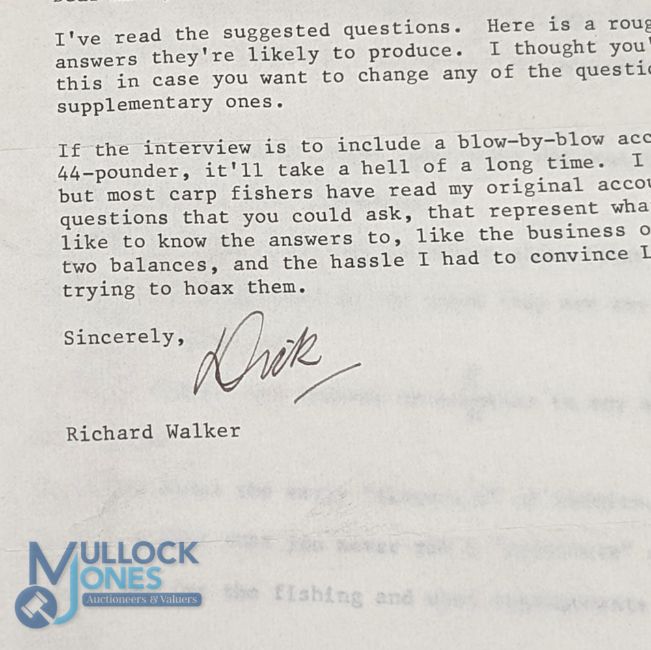 I've read the suggested questions. Here is a roug
answers they're likely to produce. I thought you'
this in case you want to change any of the questio
supplementary ones.
If the interview is to include a blow-by-blow acc
44-pounder, it'll take a hell of a long time. I
but most carp fishers have read my original accou
questions that you could ask, that represent wha
like to know the answers to, like the business o
two balances, and the hassle I had to convince L
trying to hoax them.
Sincerely,
Dick
Richard Walker
the fishing and
MULLOCK
JONES
Auctioneers & Valuers